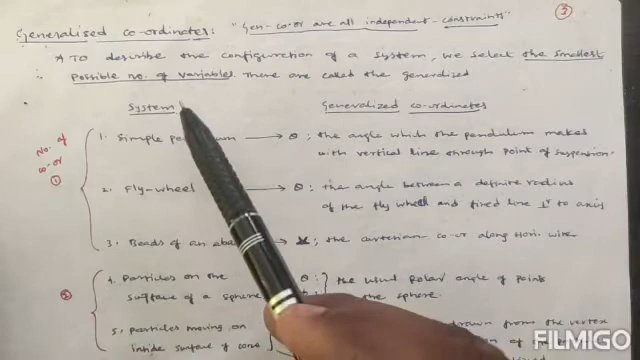 ③
Generalised co-ordinates: "Gen-co-or are all independent constraints"
* To describe the configuration of a system, we select the smallest
possible no. of variables. There are called the Generalized
System Generalized co-ordinates
No. of
co-or
①
1. Simple → θ; the angle which the pendulum makes
with vertical line through point of suspension.
2. Fly-wheel → θ; the angle between a definite radius
of the fly wheel and fixed line ⊥r to axis
3. Beads of an → x; the cartesian co-or along Hori. wire
②
4. Particles on the θ; } the usual Polar angle of point
surface of a sphere the sphere.
5. particles moving on drawn from the vertex
inside surface of cone
FILMIGO